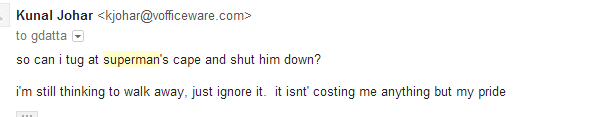 Kunal Johar <kjohar@vofficeware.com>
to gdatta
so can i tug at superman's cape and shut him down?
i'm still thinking to walk away, just ignore it.  it isnt' costing me anything but my pride